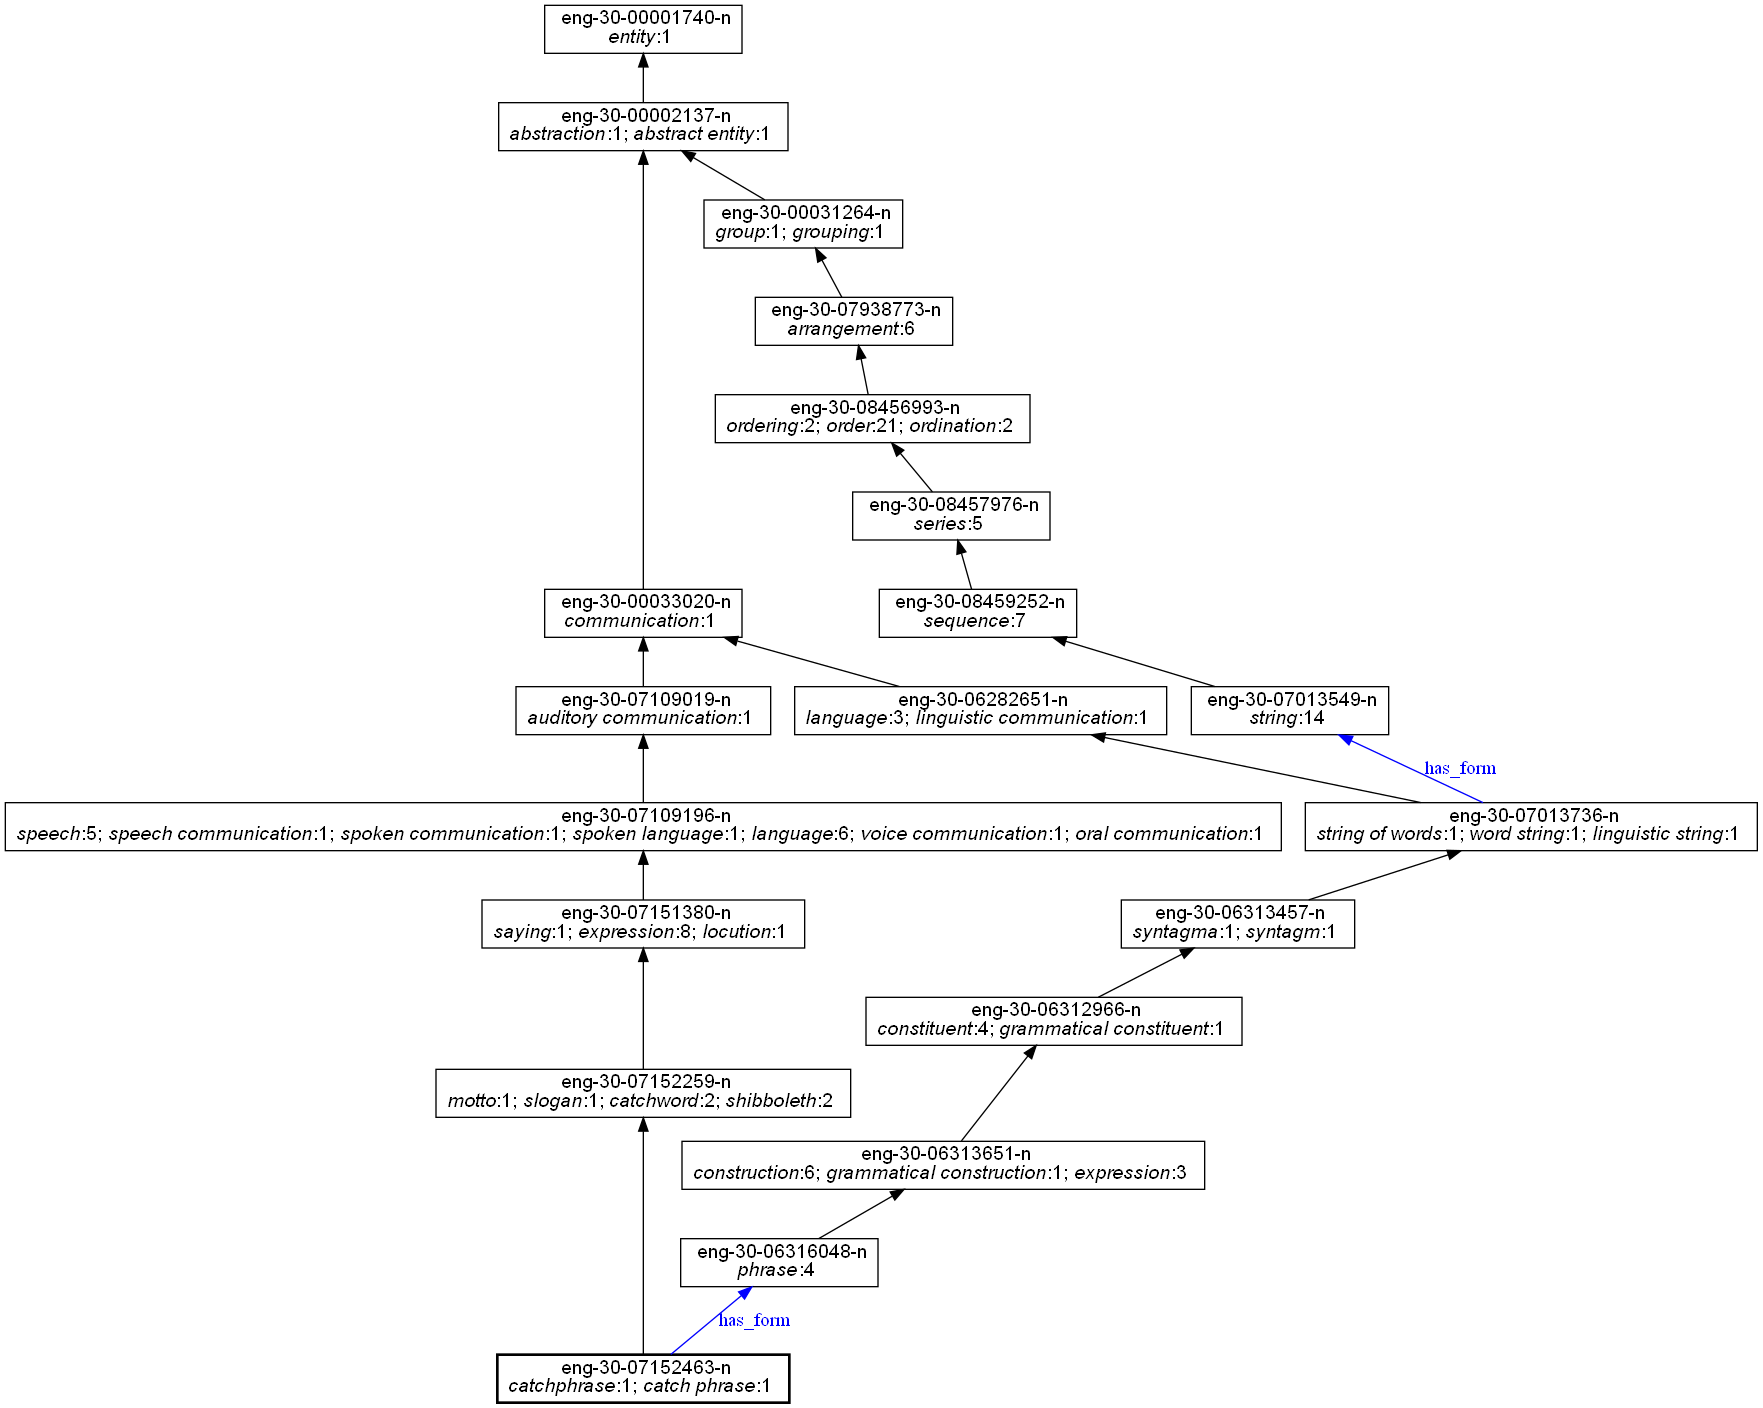 eng-30-00001740-n
entity:1
eng-30-00002137-n
abstraction:1; abstract entity:1
eng-30-00031264-n
group:1; grouping:1
eng-30-07938773-n
arrangement:6
eng-30-08456993-n
ordering:2; order:21; ordination:2
eng-30-08457976-n
series:5
eng-30-00033020-n
communication:1
eng-30-08459252-n
sequence:7
eng-30-07109019-n
auditory communication:1
eng-30-06282651-n
language:3; linguistic communication:1
eng-30-07013549-n
string:14
has_form
eng-30-07109196-n
speech:5; speech communication:1; spoken communication:1; spoken language:1; language:6; voice communication:1; oral communication:1
eng-30-07013736-n
string of words:1; word string:1; linguistic string:1
eng-30-07151380-n
saying:1; expression:8; locution:1
eng-30-06313457-n
syntagma:1; syntagm:1
eng-30-06312966-n
constituent:4; grammatical constituent:1
eng-30-07152259-n
motto:1; slogan:1; catchword:2; shibboleth:2
eng-30-06313651-n
construction:6; grammatical construction:1; expression:3
eng-30-06316048-n
phrase:4
has_form
eng-30-07152463-n
catchphrase:1; catch phrase:1